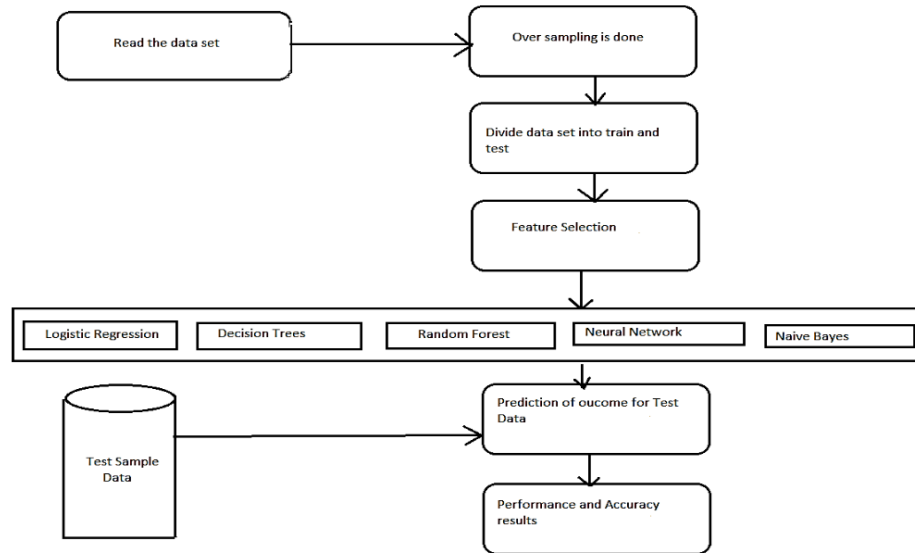 Read the data set
Over sampling is done
Divide data set into train and
test
Feature Selection
Logistic Regression
Decision Trees
Random Forest
Neural Network
Naive Bayes
Prediction of oucome for Test
Data
Test Sample
Data
Performance and Accuracy
results